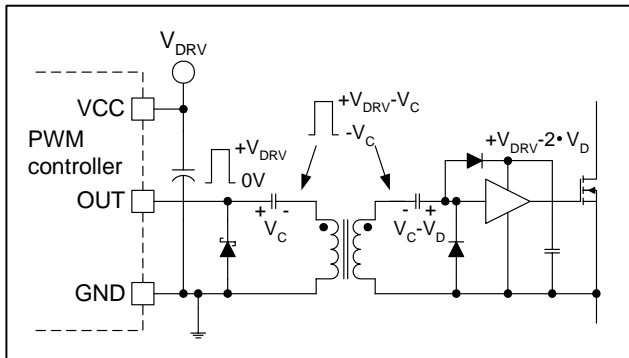 V_DRV
VCC
+V_DRV-V_C
-V_C
+V_DRV-2•V_D
PWM
controller
+V_DRV
0V
OUT
+ -
V_C
- +
V_C-V_D
GND